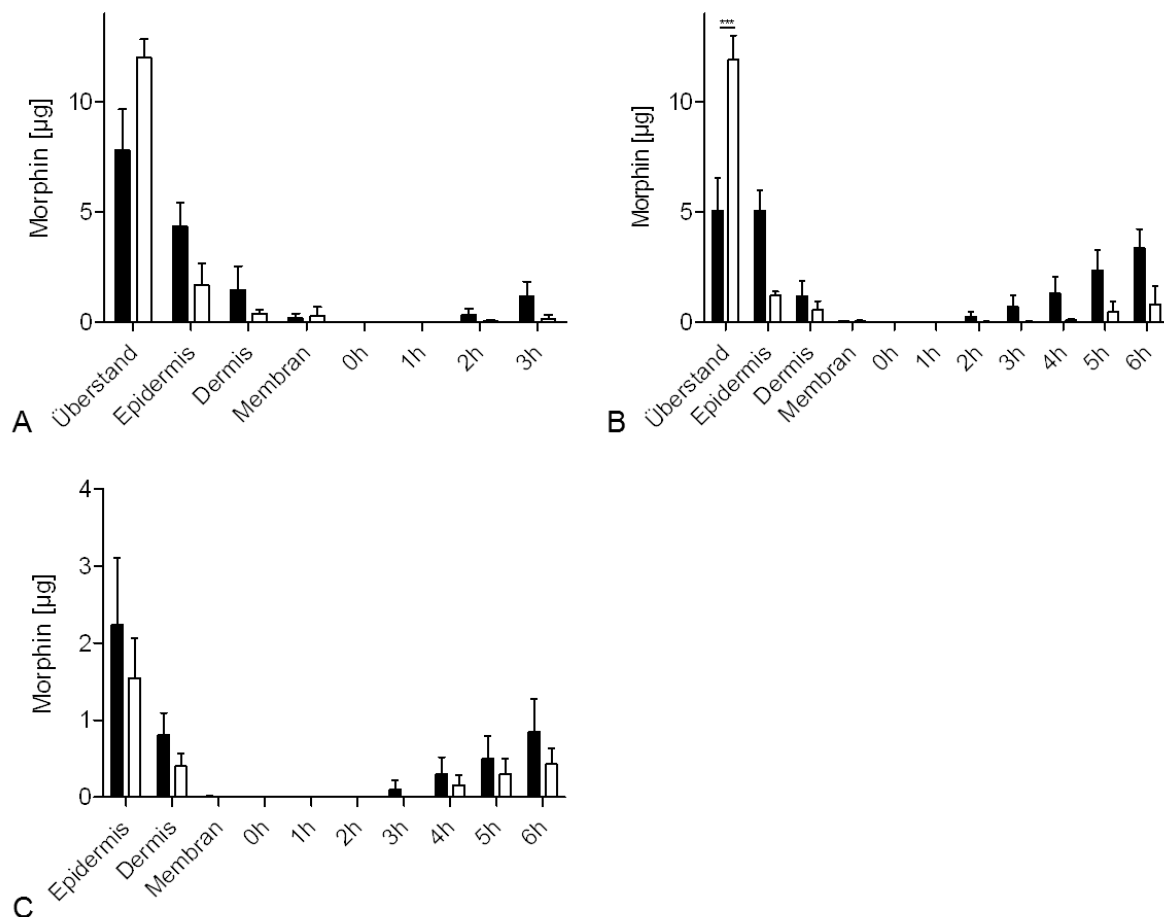 Morphin [µg]
10
5
0
Überstand
Epidermis
Dermis
Membran
0h
1h
2h
3h
A
***
Morphin [µg]
10
5
0
Überstand
Epidermis
Dermis
Membran
0h
1h
2h
3h
4h
5h
6h
B
Morphin [µg]
4
3
2
1
0
Epidermis
Dermis
Membran
0h
1h
2h
3h
4h
5h
6h
C